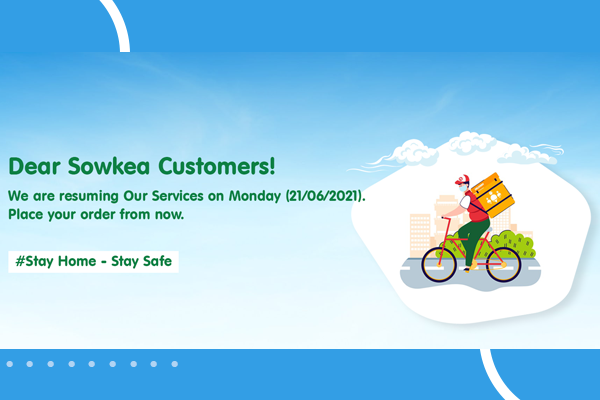 Dear Sowkea Customers!
We are resuming Our Services on Monday (21/06/2021).
Place your order from now.
#Stay Home - Stay Safe